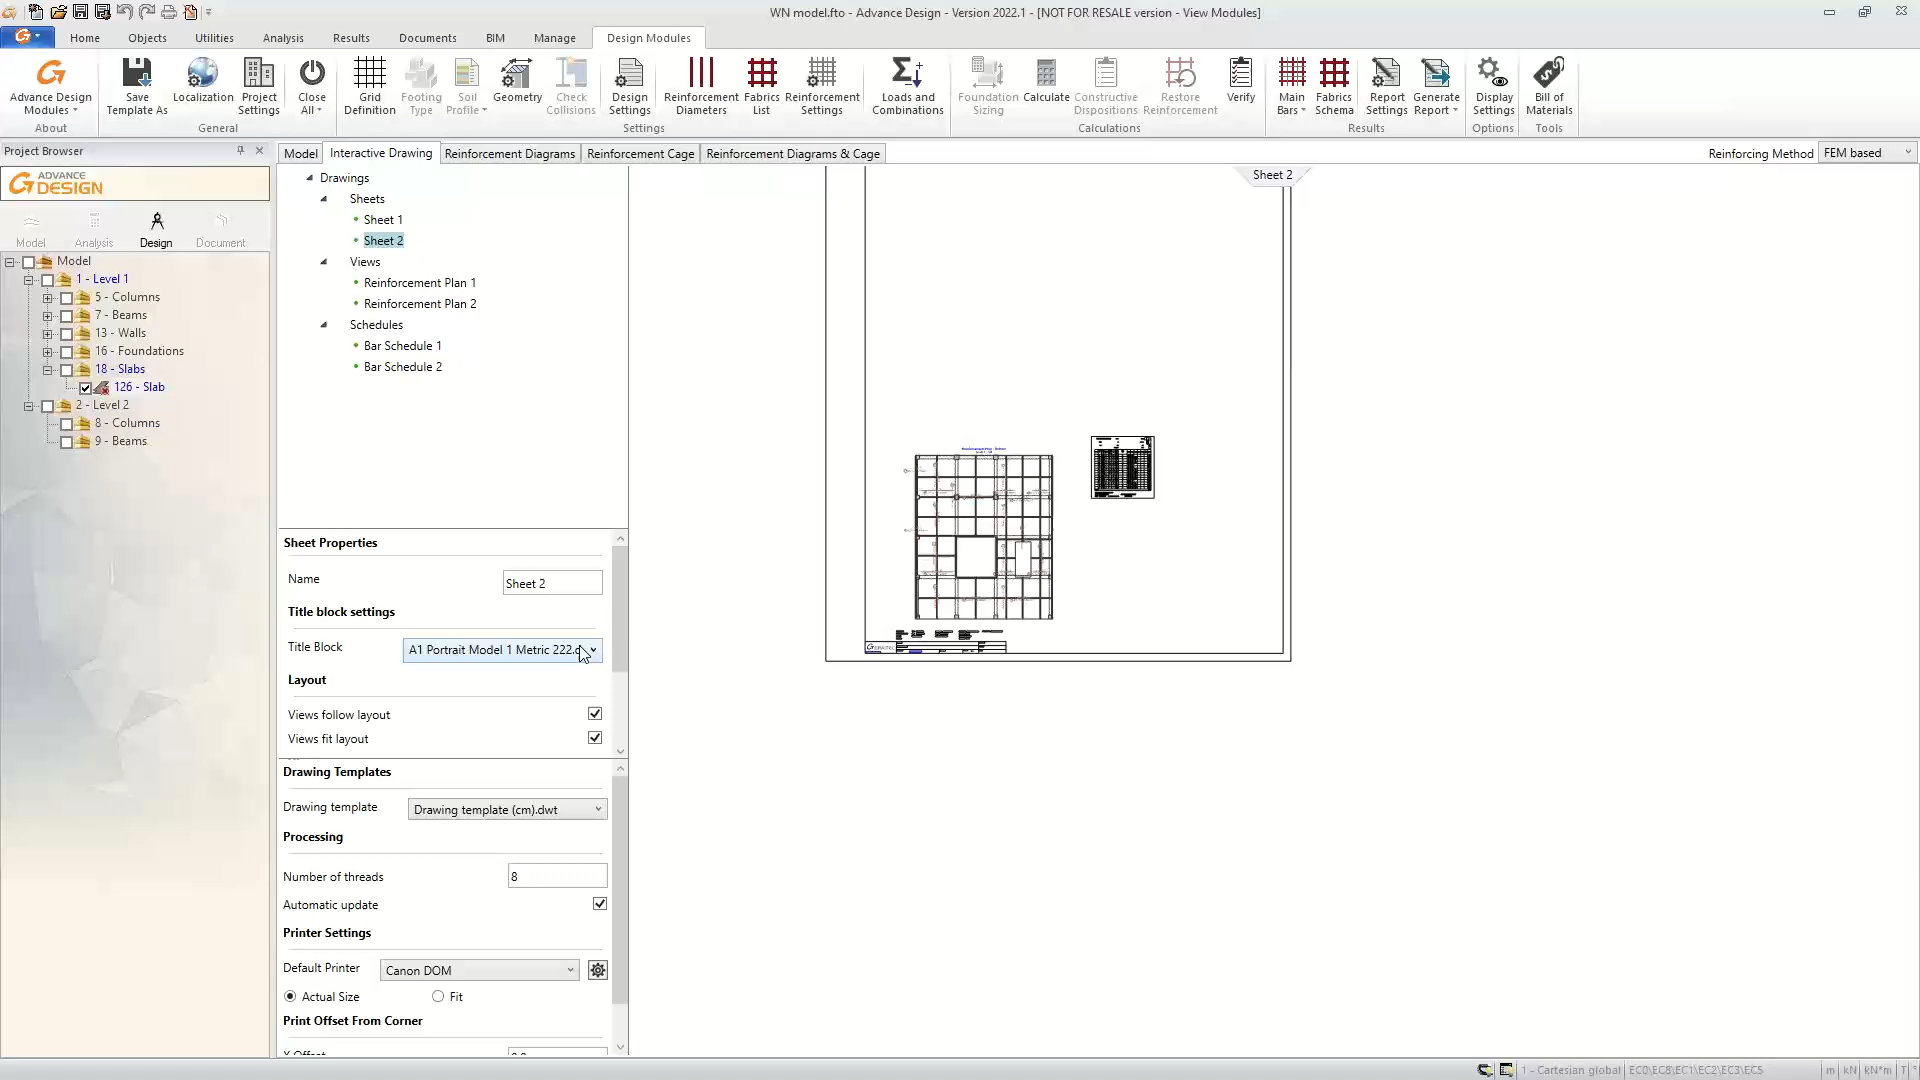 WN model.fto - Advance Design - Version 2022.1 - [NOT FOR RESALE version - View Modules]
Home Objects Utilities Analysis Results Documents BIM Manage Design Modules
Advance Design Modules
Save Template As
Localization
Project Settings
Close All
Grid Definition
Footing Type
Soil Profile
Geometry
Check Collisions
Design Settings
Reinforcement Diameters
Fabrics List
Reinforcement Settings
Loads and Combinations
Foundation Sizing
Calculate
Constructive Dispositions
Restore Reinforcement
Verify
Main Bars
Fabrics Schema
Report Settings
Generate Report
Display Settings
Bill of Materials
About General Settings Calculations Results Options Tools
Project Browser
ADVANCE
DESIGN
Model Analysis Design Document
Model
1 - Level 1
5 - Columns
7 - Beams
13 - Walls
16 - Foundations
18 - Slabs
126 - Slab
2 - Level 2
8 - Columns
9 - Beams
Model Interactive Drawing Reinforcement Diagrams Reinforcement Cage Reinforcement Diagrams & Cage
Reinforcing Method FEM based
Drawings
Sheets
Sheet 1
Sheet 2
Views
Reinforcement Plan 1
Reinforcement Plan 2
Schedules
Bar Schedule 1
Bar Schedule 2
Sheet Properties
Name Sheet 2
Title block settings
Title Block A1 Portrait Model 1 Metric 222.d
Layout
Views follow layout
Views fit layout
Drawing Templates
Drawing template Drawing template (cm).dwt
Processing
Number of threads 8
Automatic update
Printer Settings
Default Printer Canon DOM
Actual Size Fit
Print Offset From Corner
X Offset
Sheet 2
1 - Cartesian global EC0\EC8\EC1\EC2\EC3\EC5 m kN kN*m T °